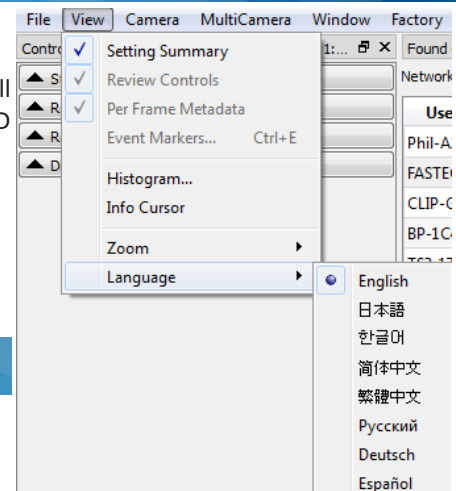 File View Camera MultiCamera Window Factory
Setting Summary
Review Controls
Per Frame Metadata
Event Markers... Ctrl+E
Histogram...
Info Cursor
Zoom
Language
English
日本語
한글어
简体中文
繁體中文
Русский
Deutsch
Español
1:...
Found
Network
Phil-A
FASTE
CLIP-G
BP-1C